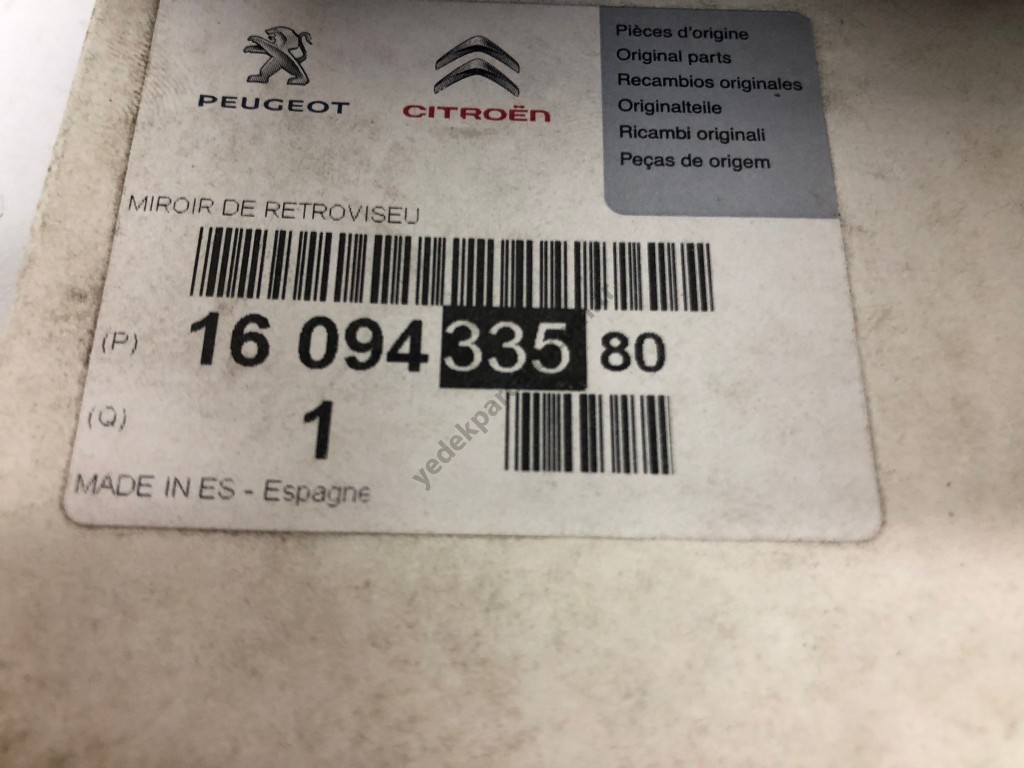 PEUGEOT
CITROËN
Pièces d'origine
Original parts
Recambios originales
Originalteile
Ricambi originali
Peças de origem
MIROIR DE RETROVISEU
(P) 16 094 335 80
(Q) 1
MADE IN ES - Espagne